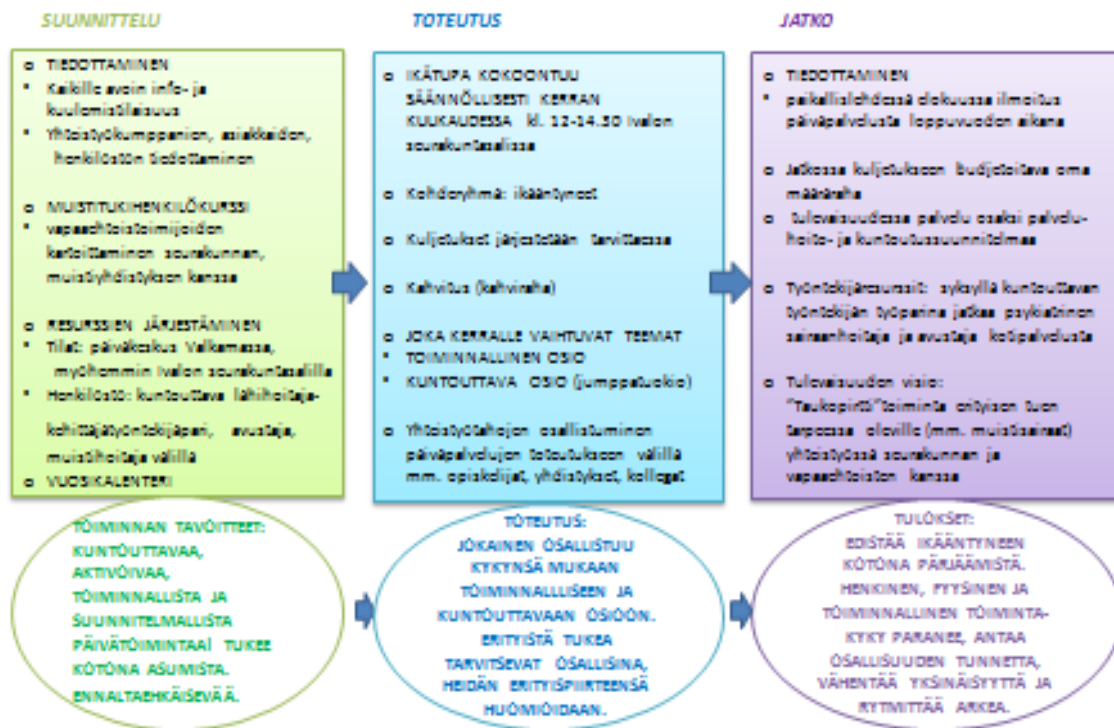 SUUNNITTELU
o TIEDOTTAMINEN
• Kaikille avoin info- ja
kuulemistilaisuus
• Yhteistyökumppanien, asiakkaiden,
henkilöstön tiedottaminen
o MUISTITUKIHENKILÖKURSSI
• vapaaehtoistoimijoiden
kartoittaminen seurakunnan,
muistiyhdistyksen kanssa
o RESURSSIEN JÄRJESTÄMINEN
• Tilat: päiväkeskus Valkamassa,
myöhemmin Ivalon seurakuntasalilla
• Henkilöstö: kuntouttava lähihoitaja-
kehittäjätyöntekijäpari, avustaja,
muistihoitaja välillä
o VUOSIKALENTERI
TOIMINNAN TAVOITTEET:
KUNTOUTTAVAA,
AKTIVOIVAA,
TOIMINNALLISTA JA
SUUNNITELMALLISTA
PÄIVÄTOIMINTAA! TUKEE
KOTONA ASUMISTA.
ENNALTAEHKÄISEVÄÄ.
TOTEUTUS
o IKÄTUPA KOKOONTUU
SÄÄNNÖLLISESTI KERRAN
KUUKAUDESSA kl. 12-14.30 Ivalon
seurakuntasalissa
o Kohderyhmä: ikääntyneet
o Kuljetukset järjestetään tarvittaessa
o Kahvitus (kahviraha)
o JOKA KERRALLE VAIHTUVAT TEEMAT
• TOIMINNALLINEN OSIO
• KUNTOUTTAVA OSIO (jumppatuokio)
o Yhteistyötahojen osallistuminen
päiväpalvelujen toteutukseen välillä
mm. opiskelijat, yhdistykset, kollegat
TOTEUTUS:
JOKAINEN OSALLISTUU
KYKYNSÄ MUKAAN
TOIMINNALLLISEEN JA
KUNTOUTTAVAAN OSIOON.
ERITYISTÄ TUKEA
TARVITSEVAT OSALLISINA,
HEIDÄN ERITYISPIIRTEENSÄ
HUOMIOIDAAN.
JATKO
o TIEDOTTAMINEN
• paikallislehdessä elokuussa ilmoitus
päiväpalvelusta loppuvuoden aikana
o Jatkossa kuljetukseen budjetoitava oma
määräraha
o tulevaisuudessa palvelu osaksi palvelu-
hoito- ja kuntoutussuunnitelmaa
o Työntekijäresurssit: syksyllä kuntouttavan
työntekijän työparina jatkaa psykiatrinen
sairaanhoitaja ja avustaja kotipalvelusta
o Tulevaisuuden visio:
"Taukopirtti"toiminta erityisen tuen
tarpeessa oleville (mm. muistisairaat)
yhteistyössä seurakunnan ja
vapaaehtoisten kanssa
TULOKSET:
EDISTÄÄ IKÄÄNTYNEEN
KOTONA PÄRJÄÄMISTÄ.
HENKINEN, FYYSINEN JA
TOIMINNALLINEN TOIMINTA-
KYKY PARANEE, ANTAA
OSALLISUUDEN TUNNETTA,
VÄHENTÄÄ YKSINÄISYYTTÄ JA
RYTMITTÄÄ ARKEA.